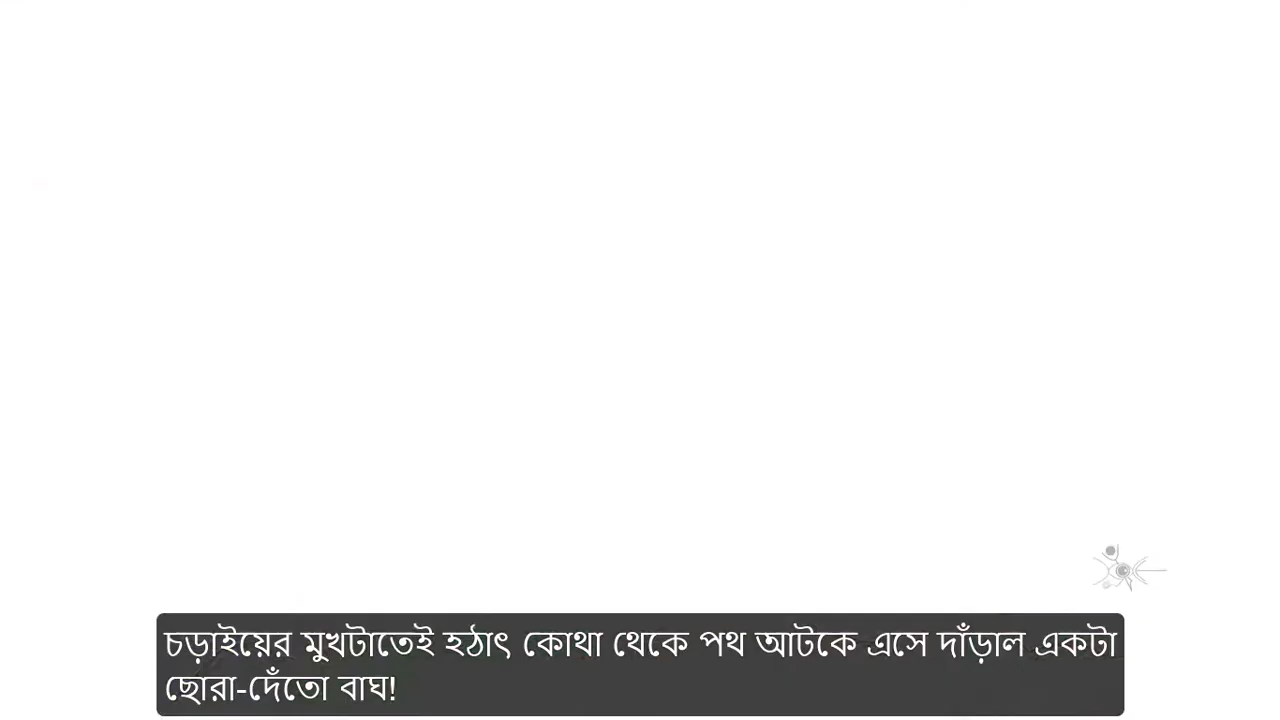 চড়াইয়ের মুখটাতেই হঠাৎ কোথা থেকে পথ আটকে এসে দাঁড়াল একটা
ছোরা-দেঁতো বাঘ!